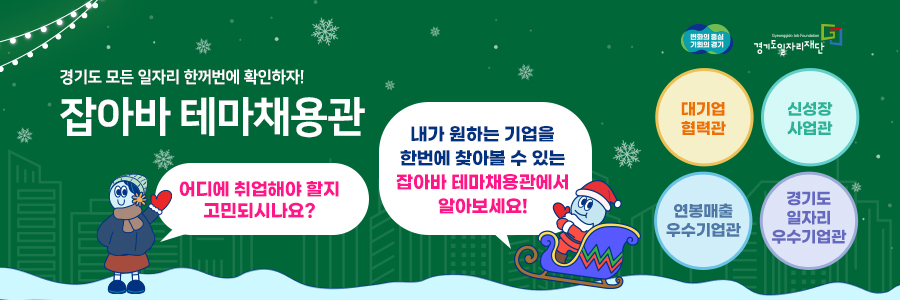 변화의 중심
기회의 경기
Gyeonggido Job Foundation
경기도일자리재단
경기도 모든 일자리 한꺼번에 확인하자!
잡아바 테마채용관
어디에 취업해야 할지
고민되시나요?
내가 원하는 기업을
한번에 찾아볼 수 있는
잡아바 테마채용관에서
알아보세요!
대기업
협력관
신성장
사업관
연봉매출
우수기업관
경기도
일자리
우수기업관